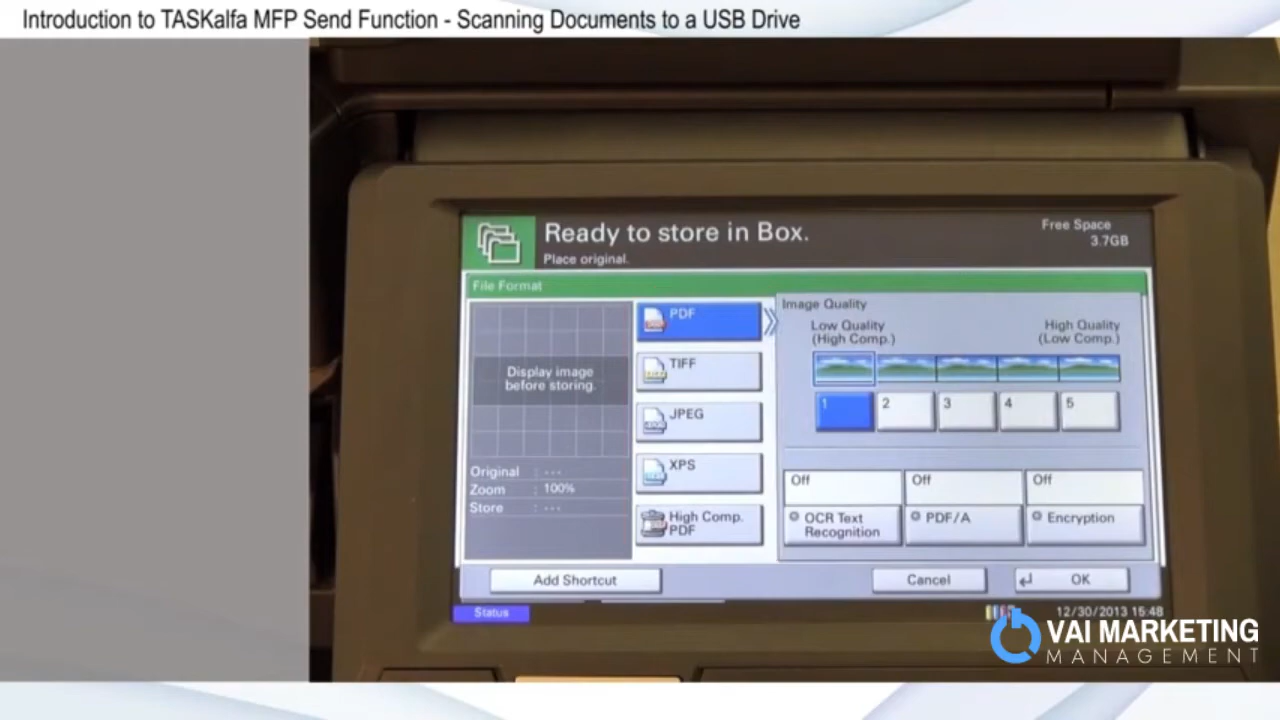 Introduction to TASKalfa MFP Send Function - Scanning Documents to a USB Drive
Ready to store in Box.
Place original.
Free Space
3.7GB
File Format
Display image
before storing.
Original : ---
Zoom : 100%
Store : ---
PDF
TIFF
JPEG
XPS
High Comp.
PDF
Image Quality
Low Quality
(High Comp.)
High Quality
(Low Comp.)
1
2
3
4
5
Off
Off
Off
OCR Text
Recognition
PDF/A
Encryption
Add Shortcut
Cancel
OK
Status
12/30/2013 15:48
VAI MARKETING
MANAGEMENT